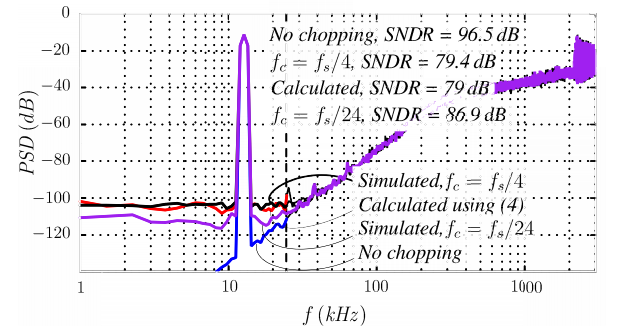 0
−20
−40
−60
−80
−100
−120
PSD (dB)
No chopping, SNDR = 96.5 dB
f_c = f_s/4, SNDR = 79.4 dB
Calculated, SNDR = 79 dB
f_c = f_s/24, SNDR = 86.9 dB
Simulated, f_c = f_s/4
Calculated using (4)
Simulated, f_c = f_s/24
No chopping
1 10 100 1000
f (kHz)